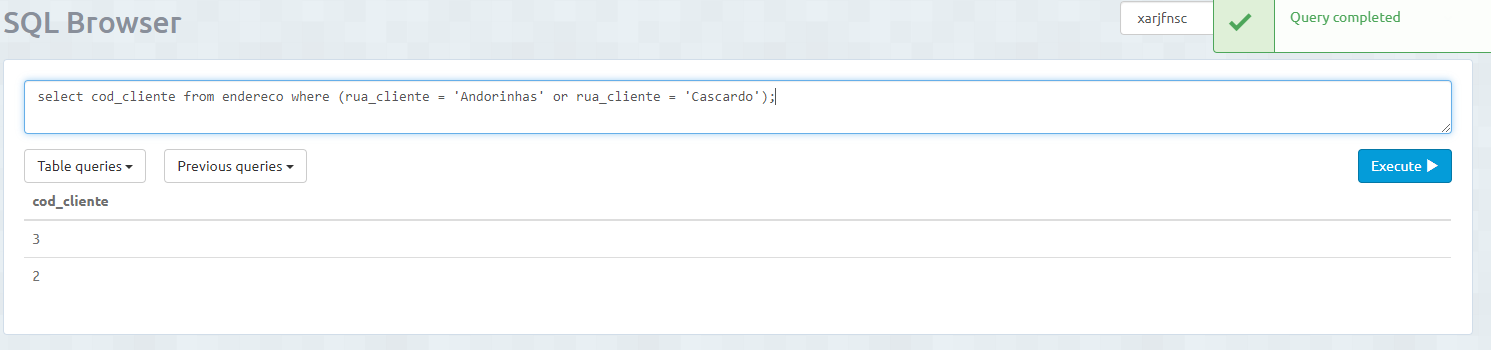 SQL Browser
xarjfnsc
Query completed
select cod_cliente from endereco where (rua_cliente = 'Andorinhas' or rua_cliente = 'Cascardo');
Table queries
Previous queries
Execute
cod_cliente
3
2